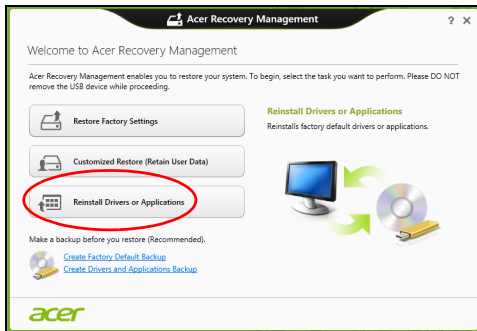 Acer Recovery Management
? X
Welcome to Acer Recovery Management
Acer Recovery Management enables you to restore your system. To begin, select the task you want to perform. Please DO NOT
remove the USB device while proceeding.
Restore Factory Settings
Customized Restore (Retain User Data)
Reinstall Drivers or Applications
Reinstall Drivers or Applications
Reinstalls factory default drivers or applications.
Make a backup before you restore (Recommended).
Create Factory Default Backup
Create Drivers and Applications Backup
acer